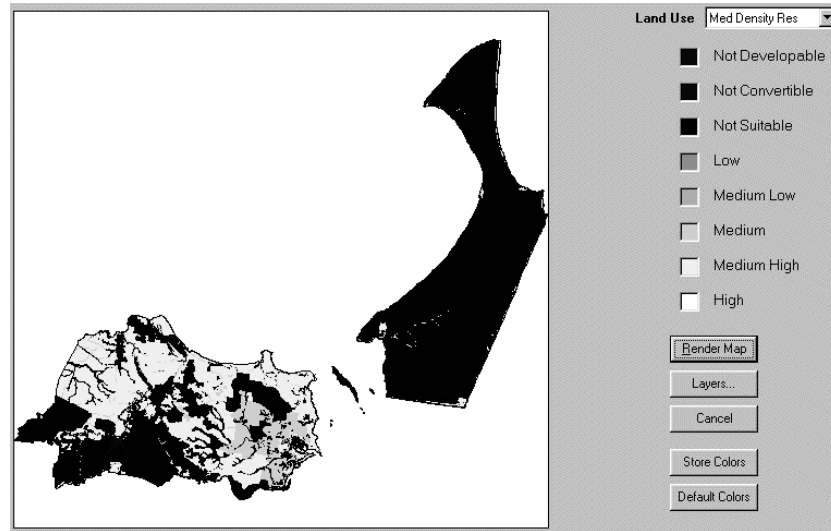 Land Use Med Density Res
Not Developable
Not Convertible
Not Suitable
Low
Medium Low
Medium
Medium High
High
Render Map
Layers...
Cancel
Store Colors
Default Colors